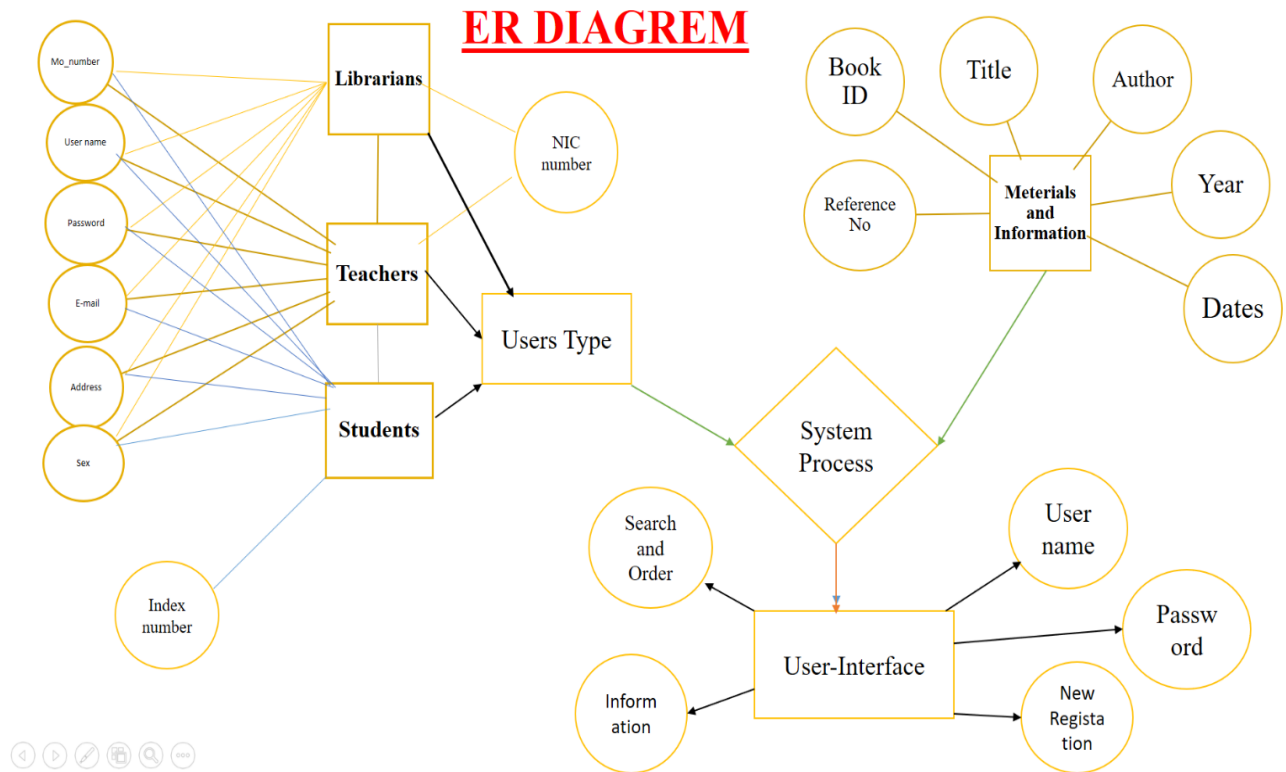 ER DIAGREM
Mo_number
User name
Password
E-mail
Address
Sex
Index
number
Librarians
Teachers
Students
NIC
number
Users Type
Book
ID
Title
Author
Reference
No
Meterials
and
Information
Year
Dates
System
Process
Search
and
Order
User
name
Passw
ord
User-Interface
Inform
ation
New
Regista
tion